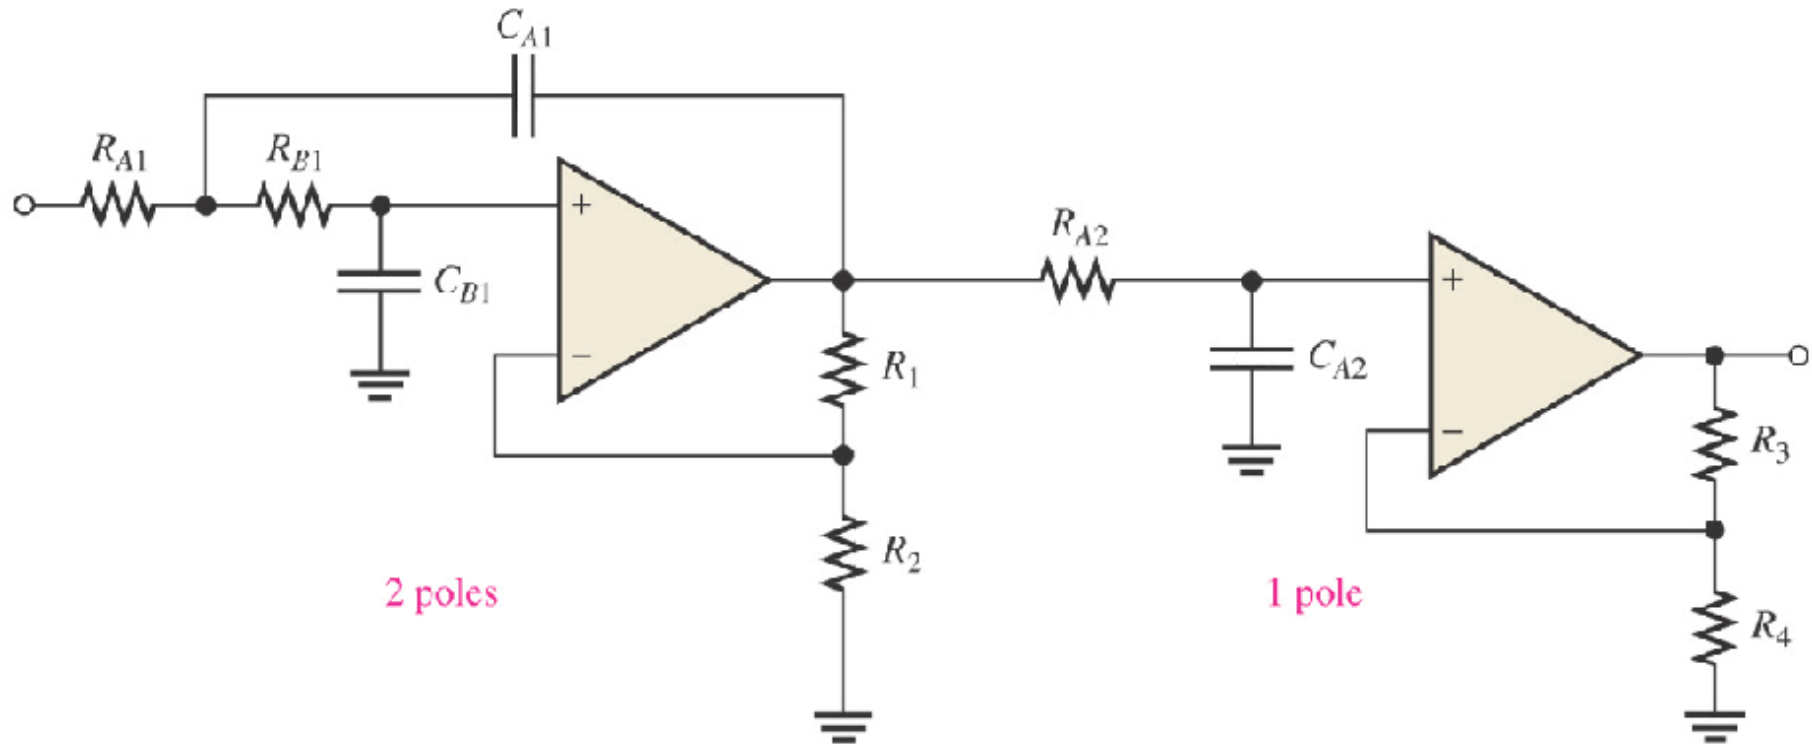 C_A1
R_A1
R_B1
+
C_B1
−
R_1
R_2
2 poles
R_A2
+
C_A2
−
R_3
R_4
1 pole